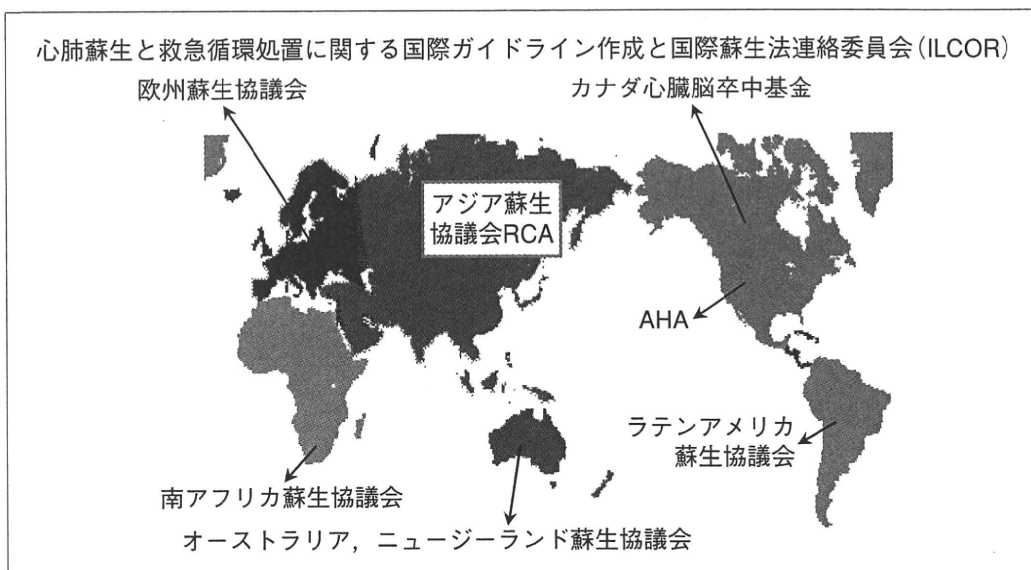 心肺蘇生と救急循環処置に関する国際ガイドライン作成と国際蘇生法連絡委員会(ILCOR)
欧州蘇生協議会
カナダ心臓脳卒中基金
アジア蘇生
協議会RCA
AHA
ラテンアメリカ
蘇生協議会
南アフリカ蘇生協議会
オーストラリア，ニュージーランド蘇生協議会